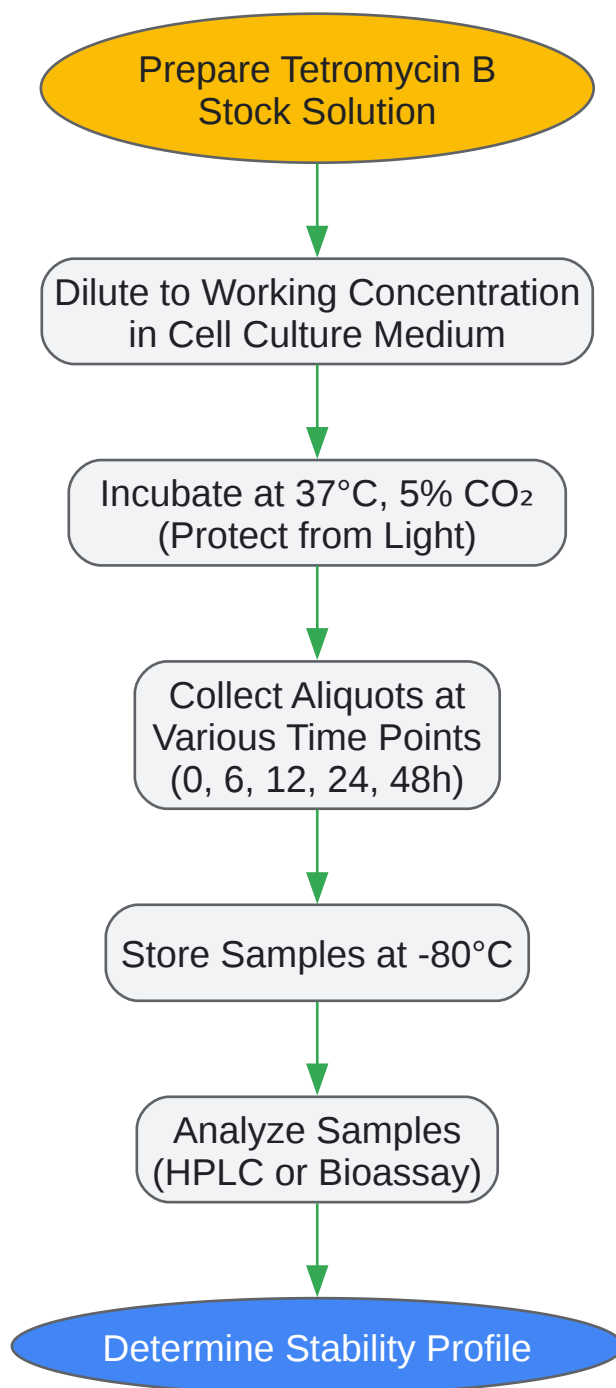 Prepare Tetromycin B
Stock Solution
Dilute to Working Concentration
in Cell Culture Medium
Incubate at 37°C, 5% CO₂
(Protect from Light)
Collect Aliquots at
Various Time Points
(0, 6, 12, 24, 48h)
Store Samples at -80°C
Analyze Samples
(HPLC or Bioassay)
Determine Stability Profile